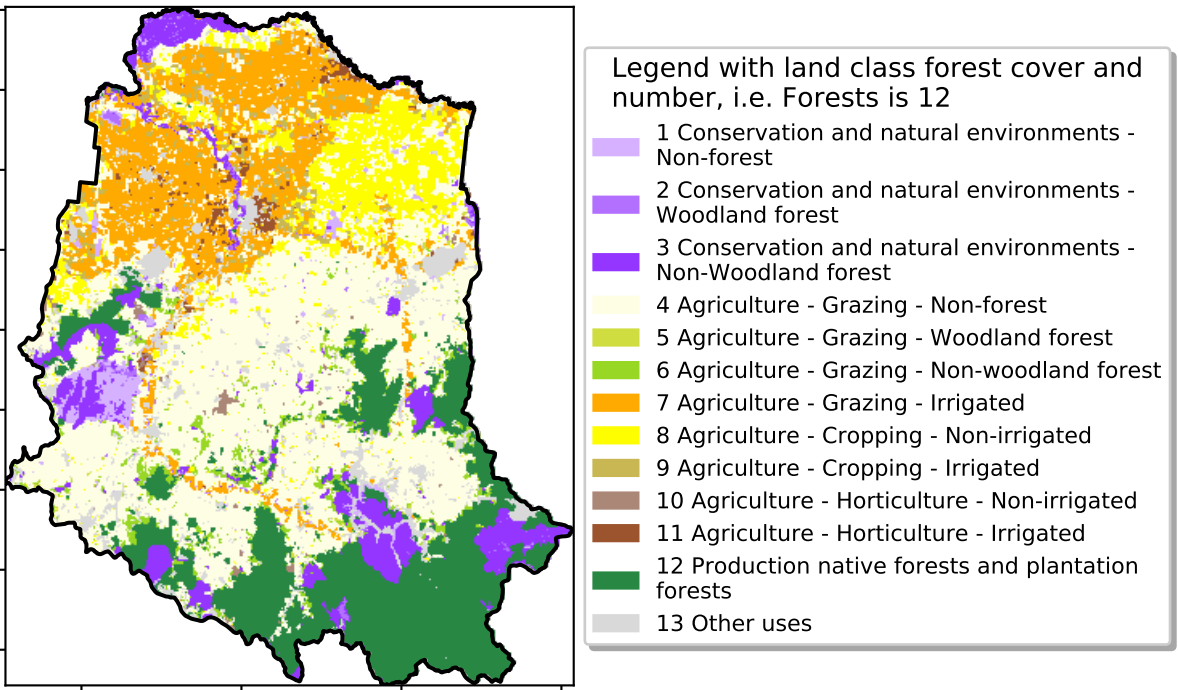 Legend with land class forest cover and
number, i.e. Forests is 12
1 Conservation and natural environments -
Non-forest
2 Conservation and natural environments -
Woodland forest
3 Conservation and natural environments -
Non-Woodland forest
4 Agriculture - Grazing - Non-forest
5 Agriculture - Grazing - Woodland forest
6 Agriculture - Grazing - Non-woodland forest
7 Agriculture - Grazing - Irrigated
8 Agriculture - Cropping - Non-irrigated
9 Agriculture - Cropping - Irrigated
10 Agriculture - Horticulture - Non-irrigated
11 Agriculture - Horticulture - Irrigated
12 Production native forests and plantation
forests
13 Other uses